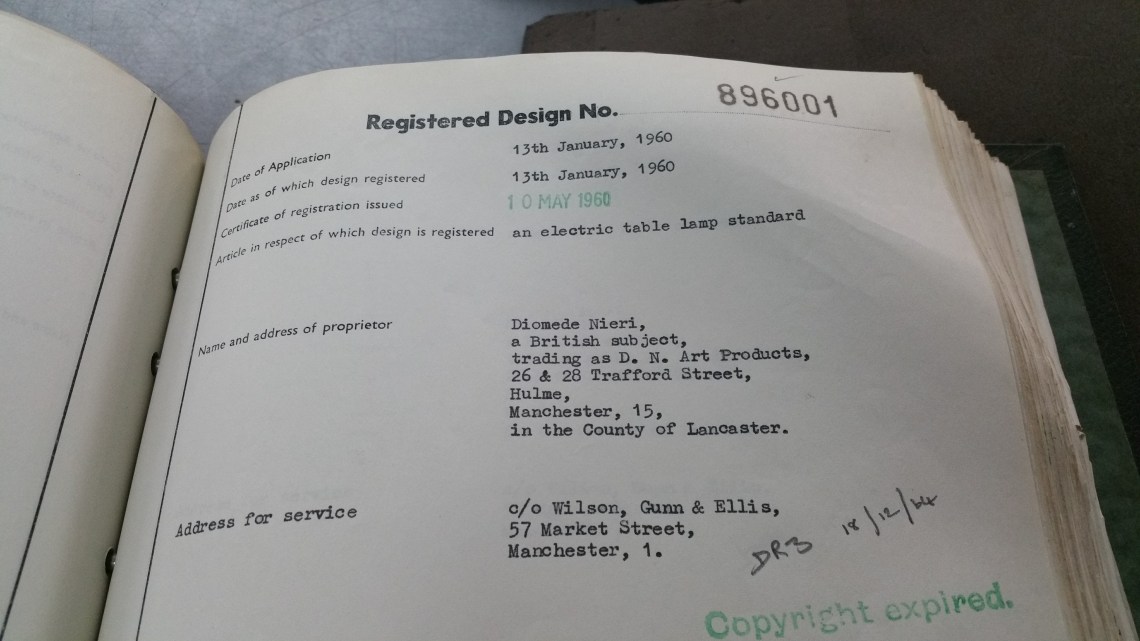 Registered Design No. 896001
Date of Application 13th January, 1960
Date as of which design registered 13th January, 1960
Certificate of registration issued 10 MAY 1960
Article in respect of which design is registered an electric table lamp standard
Name and address of proprietor Diomede Nieri,
a British subject,
trading as D. N. Art Products,
26 & 28 Trafford Street,
Hulme,
Manchester, 15,
in the County of Lancaster.
Address for service c/o Wilson, Gunn & Ellis,
57 Market Street,
Manchester, 1.
DRB 18/12/64
Copyright expired.